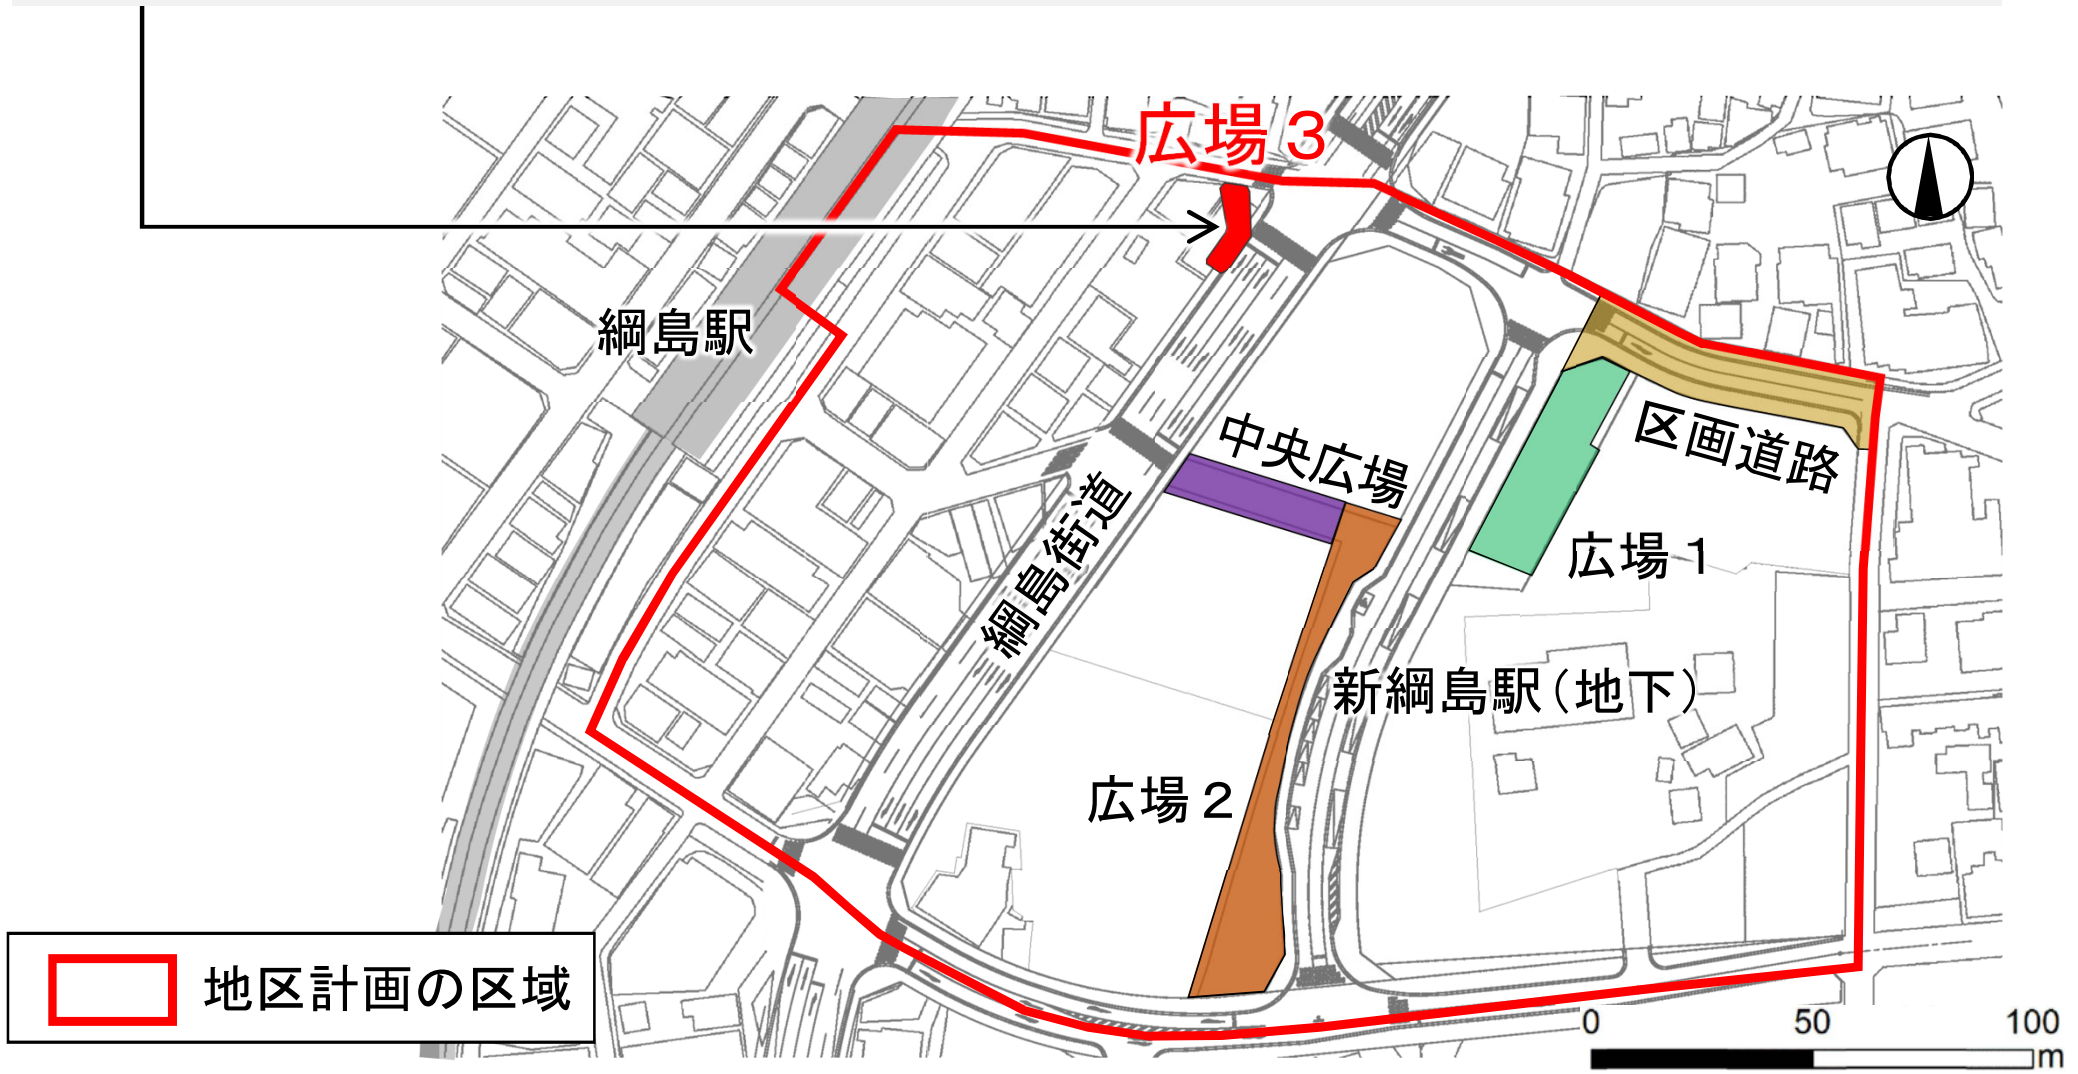 広場３
綱島駅
中央広場
区画道路
綱島街道
広場１
新綱島駅（地下）
広場２
地区計画の区域
0 50 100
m